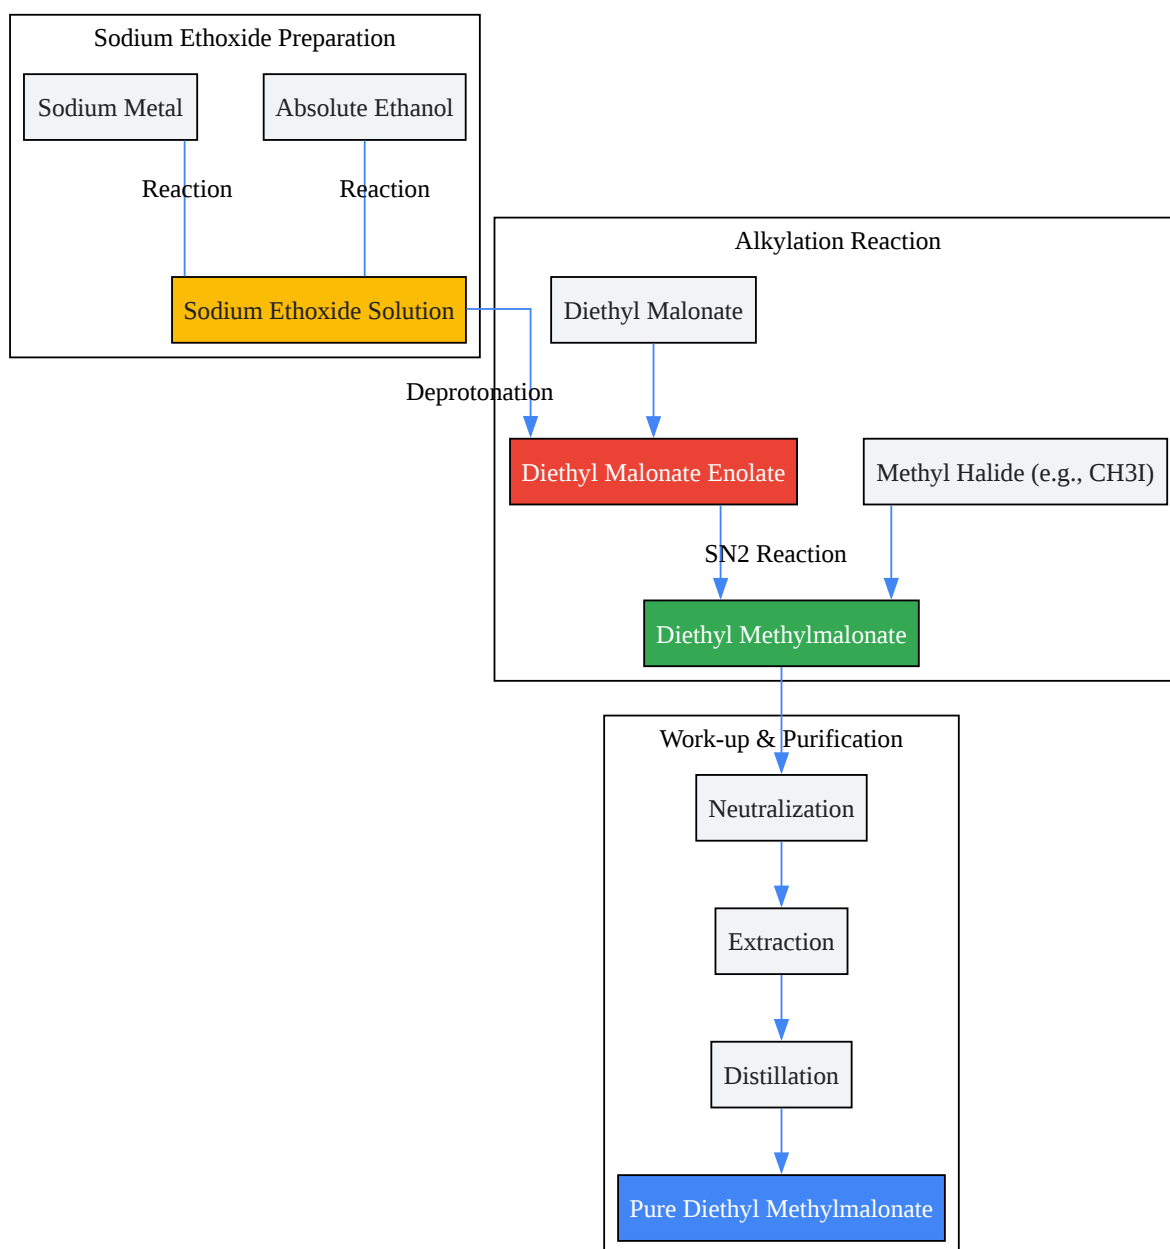 Sodium Ethoxide Preparation
Sodium Metal
Absolute Ethanol
Reaction
Reaction
Sodium Ethoxide Solution
Alkylation Reaction
Diethyl Malonate
Deprotonation
Diethyl Malonate Enolate
Methyl Halide (e.g., CH3I)
SN2 Reaction
Diethyl Methylmalonate
Work-up & Purification
Neutralization
Extraction
Distillation
Pure Diethyl Methylmalonate